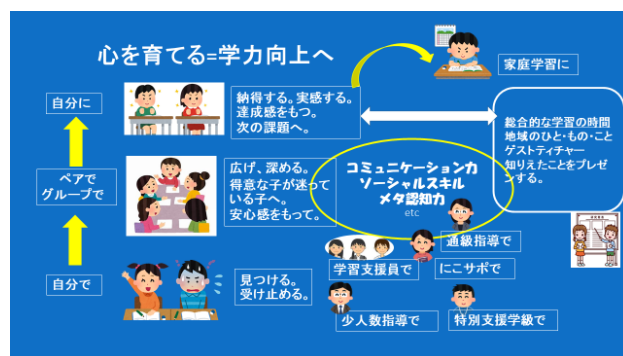 心を育てる=学力向上へ
家庭学習に
自分に
納得する。実感する。
達成感をもつ。
次の課題へ。
総合的な学習の時間
地域のひと・もの・こと
ゲストティチャー
知りえたことをプレゼ
ンする。
ペアで
グループで
広げ、深める。
得意な子が迷って
いる子へ。
安心感をもって。
コミュニケーション力
ソーシャルスキル
メタ認知力
etc
通級指導で
学習支援員で
にこサポで
自分で
見つける。
受け止める。
少人数指導で
特別支援学級で